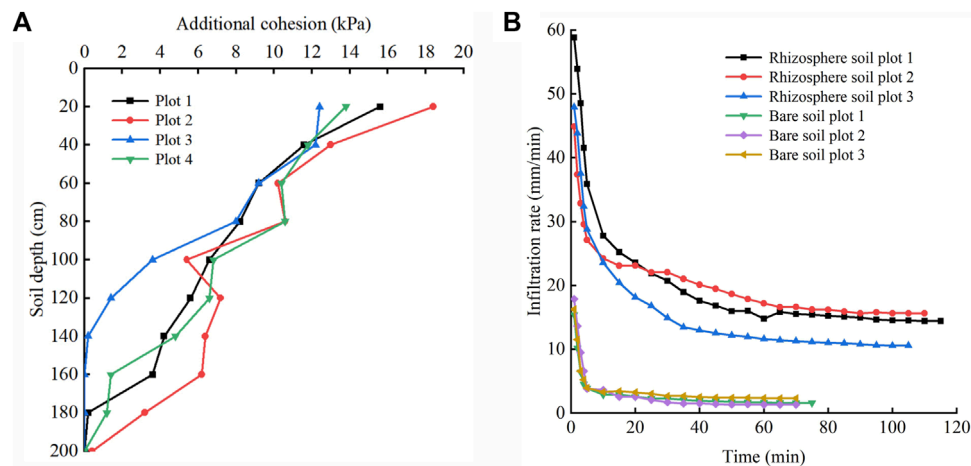 A
Additional cohesion (kPa)
0 2 4 6 8 10 12 14 16 18 20
0
20
40
60
80
100
120
140
160
180
200
Soil depth (cm)
Plot 1
Plot 2
Plot 3
Plot 4
B
60
50
40
30
20
10
0
Infiltration rate (mm/min)
Rhizosphere soil plot 1
Rhizosphere soil plot 2
Rhizosphere soil plot 3
Bare soil plot 1
Bare soil plot 2
Bare soil plot 3
0 20 40 60 80 100 120
Time (min)